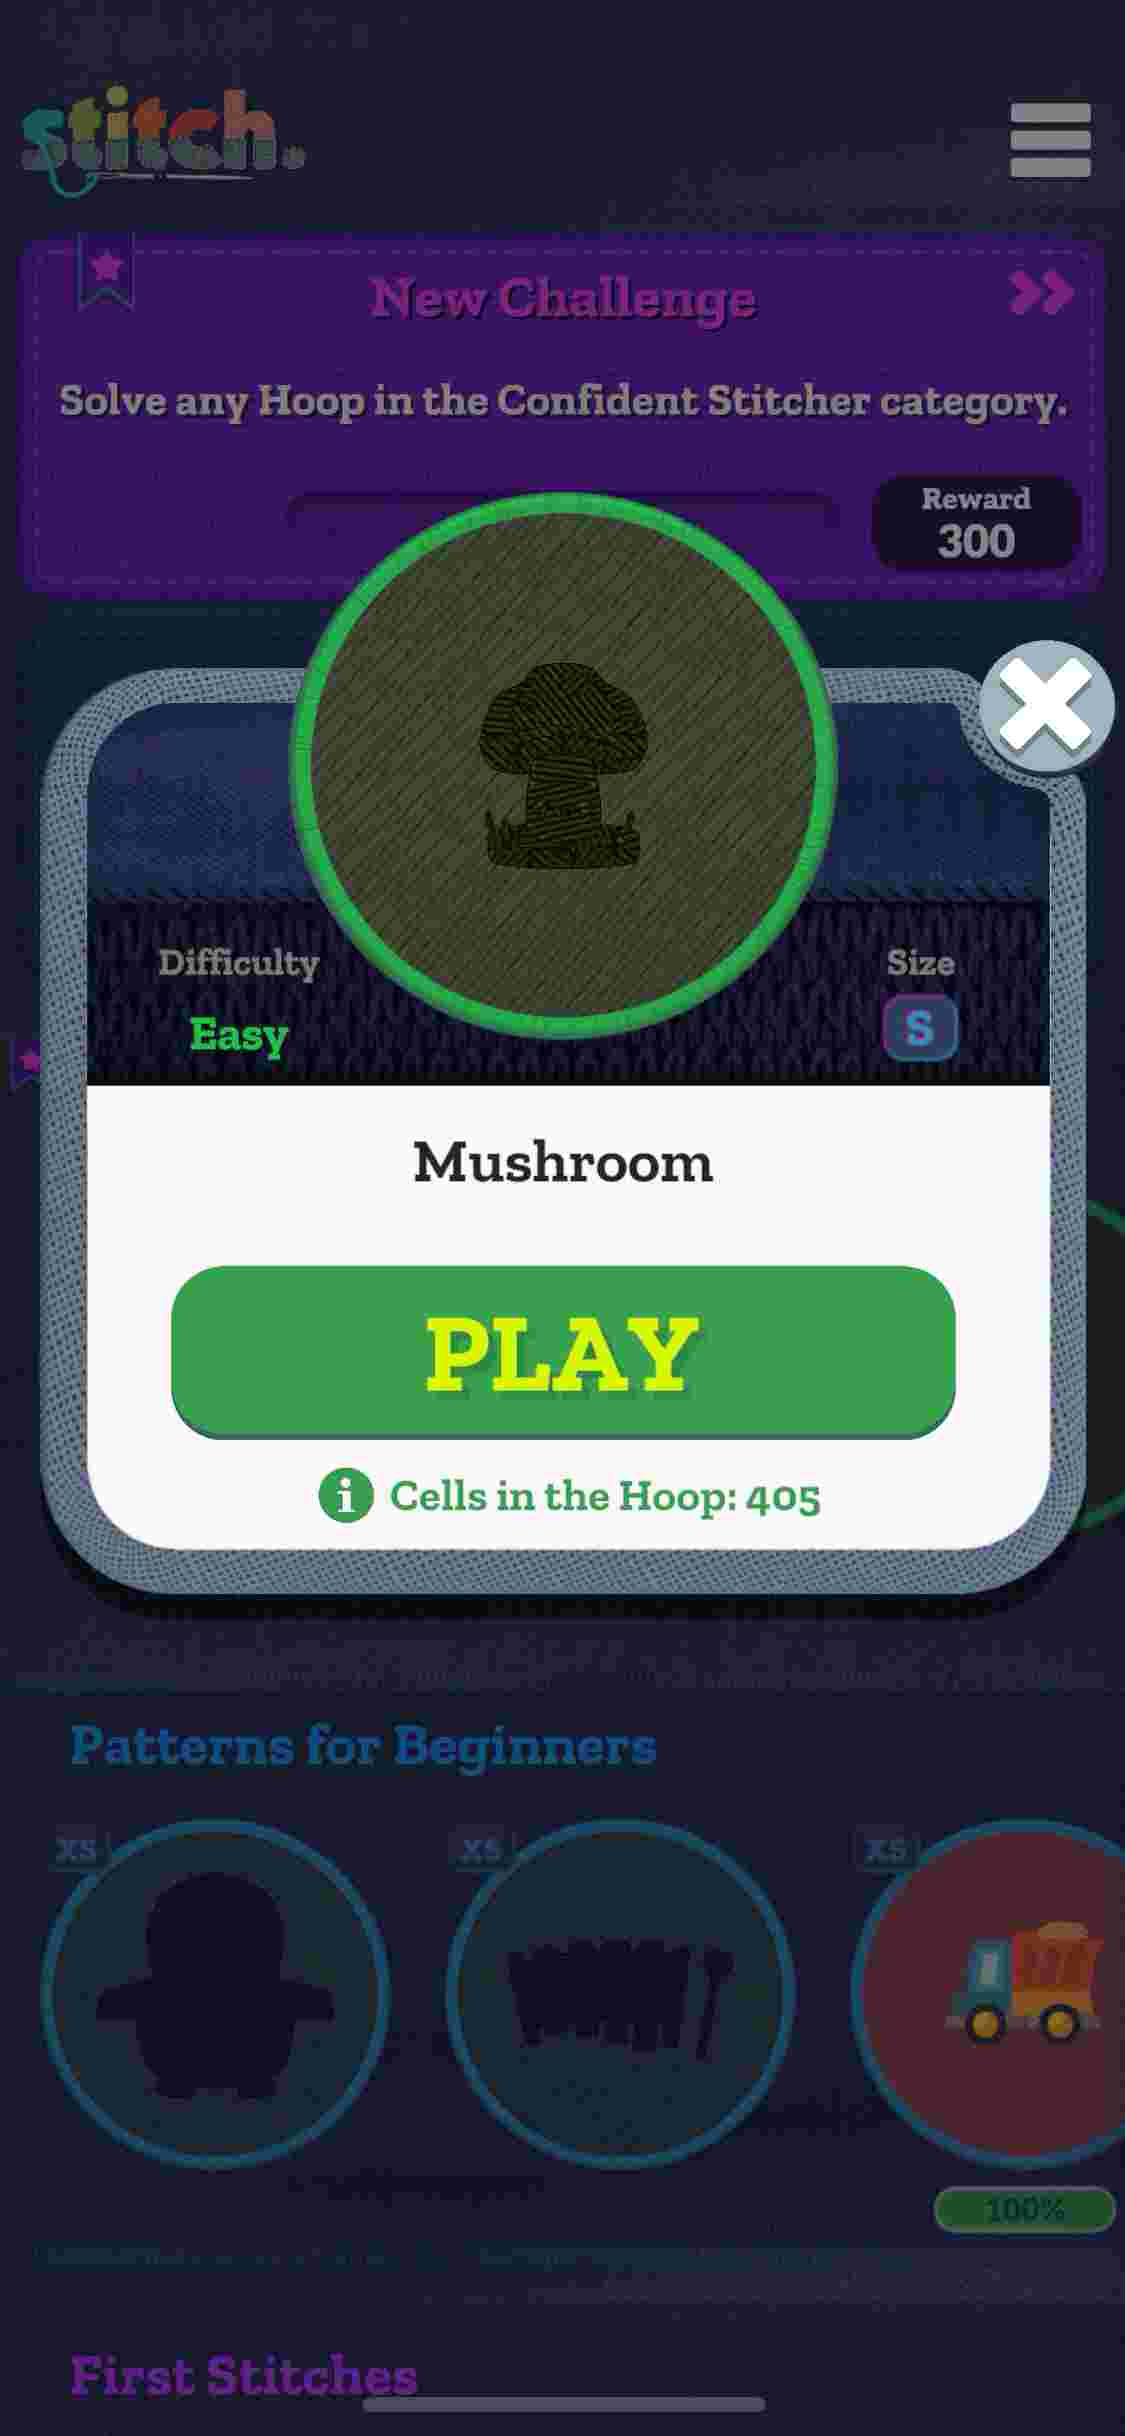 stitch.
New Challenge
Solve any Hoop in the Confident Stitcher category.
Reward
300
Difficulty
Easy
Size
S
Mushroom
PLAY
i Cells in the Hoop: 405
Patterns for Beginners
XS XS XS
100%
First Stitches